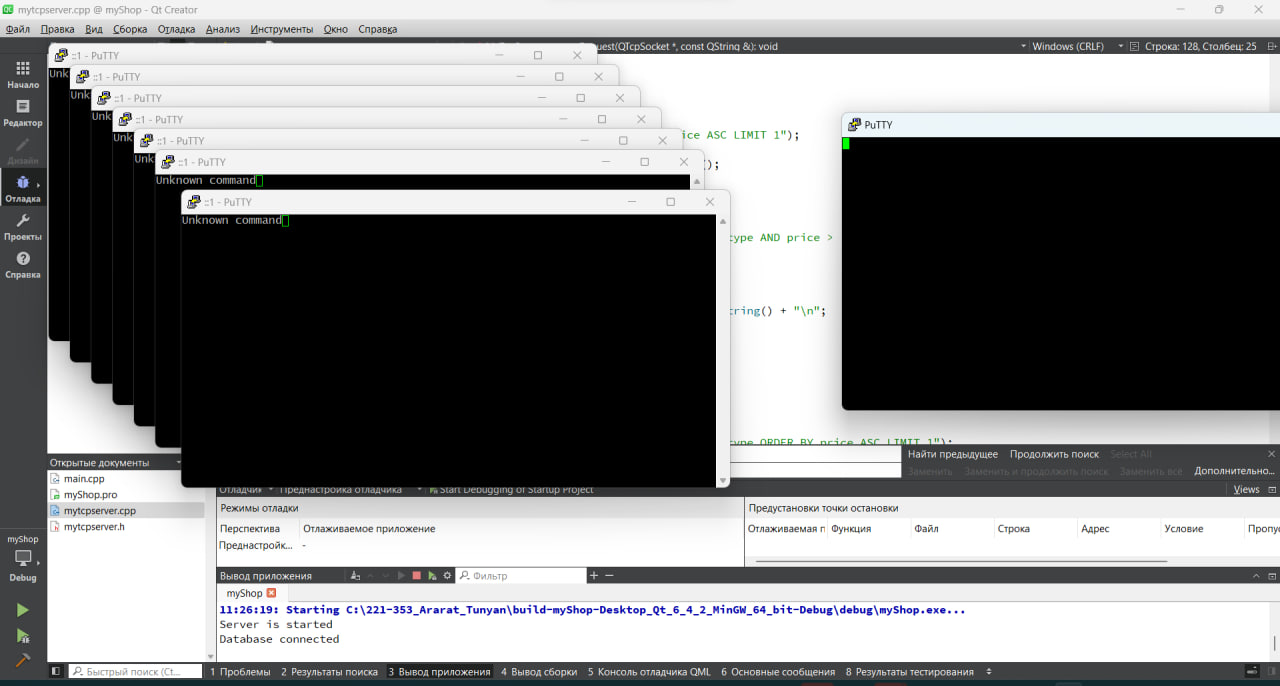 mytcpserver.cpp @ myShop - Qt Creator
Файл Правка Вид Сборка Отладка Анализ Инструменты Окно Справка
uest(QTcpSocket *, const QString &): void
Windows (CRLF)
Строка: 128, Столбец: 25
::1 - PuTTY
Unk
::1 - PuTTY
Unk
::1 - PuTTY
Unk
::1 - PuTTY
Unk
::1 - PuTTY
Unk
::1 - PuTTY
Unknown command
::1 - PuTTY
Unknown command
PuTTY
Начало
Редактор
Дизайн
Отладка
Проекты
Справка
ice ASC LIMIT 1");
);
type AND price >
tring() + "\n";
type ORDER BY price ASC LIMIT 1");
Найти предыдущее Продолжить поиск Select All
Заменить Заменить и продолжить поиск Заменить все Дополнительно...
Открытые документы
main.cpp
myShop.pro
mytcpserver.cpp
mytcpserver.h
Отладчик Преднастройка отладчика Start Debugging of Startup Project
Views
Режимы отладки
Перспектива Отлаживаемое приложение
Преднастройк... -
Предустановки точки остановки
Отлаживаемая п Функция Файл Строка Адрес Условие Пропус
myShop
Debug
Вывод приложения
Фильтр
myShop
11:26:19: Starting C:\221-353_Ararat_Tunyan\build-myShop-Desktop_Qt_6_4_2_MinGW_64_bit-Debug\debug\myShop.exe...
Server is started
Database connected
Быстрый поиск (Ct...
1 Проблемы 2 Результаты поиска 3 Вывод приложения 4 Вывод сборки 5 Консоль отладчика QML 6 Основные сообщения 8 Результаты тестирования